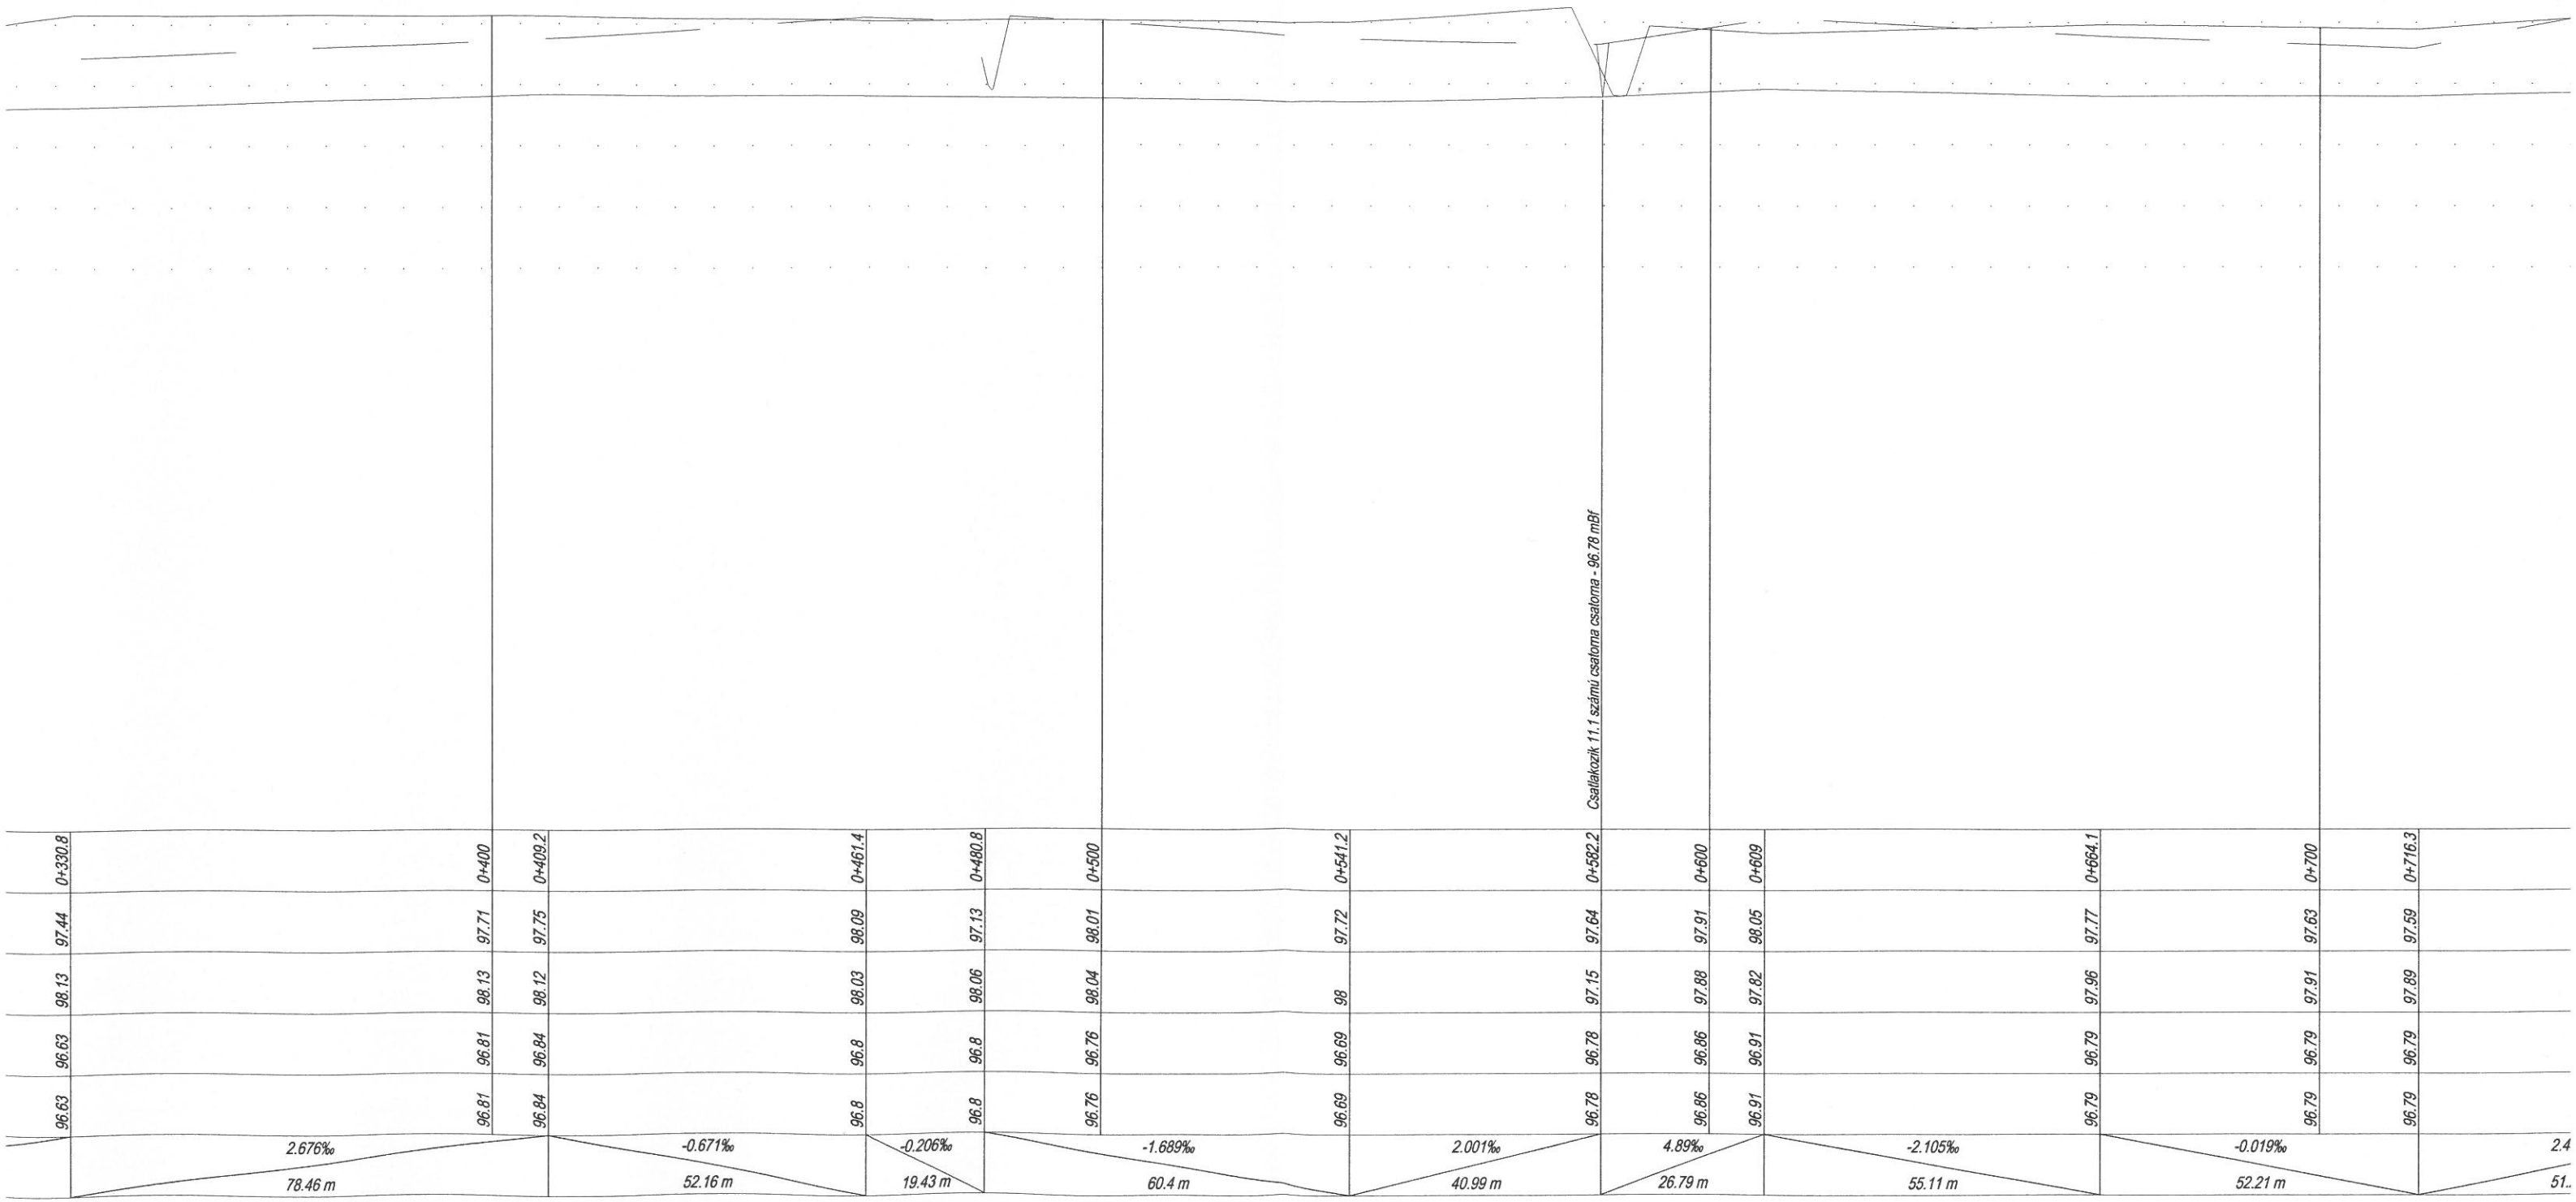 Csatlakozik 11.1 számú csatorna csatorna - 96.78 mBf
0+330.8 0+400 0+409.2 0+461.4 0+480.8 0+500 0+541.2 0+582.2 0+600 0+609 0+664.1 0+700 0+716.3
97.44 97.71 97.75 98.09 97.13 98.01 97.72 97.64 97.91 98.05 97.77 97.63 97.59
98.13 98.13 98.12 98.03 98.06 98.04 98 97.15 97.88 97.82 97.96 97.91 97.89
96.63 96.81 96.84 96.8 96.8 96.76 96.69 96.78 96.86 96.91 96.79 96.79 96.79
96.63 96.81 96.84 96.8 96.8 96.76 96.69 96.78 96.86 96.91 96.79 96.79 96.79
2.676‰ -0.671‰ -0.206‰ -1.689‰ 2.001‰ 4.89‰ -2.105‰ -0.019‰ 2.4
78.46 m 52.16 m 19.43 m 60.4 m 40.99 m 26.79 m 55.11 m 52.21 m 51.